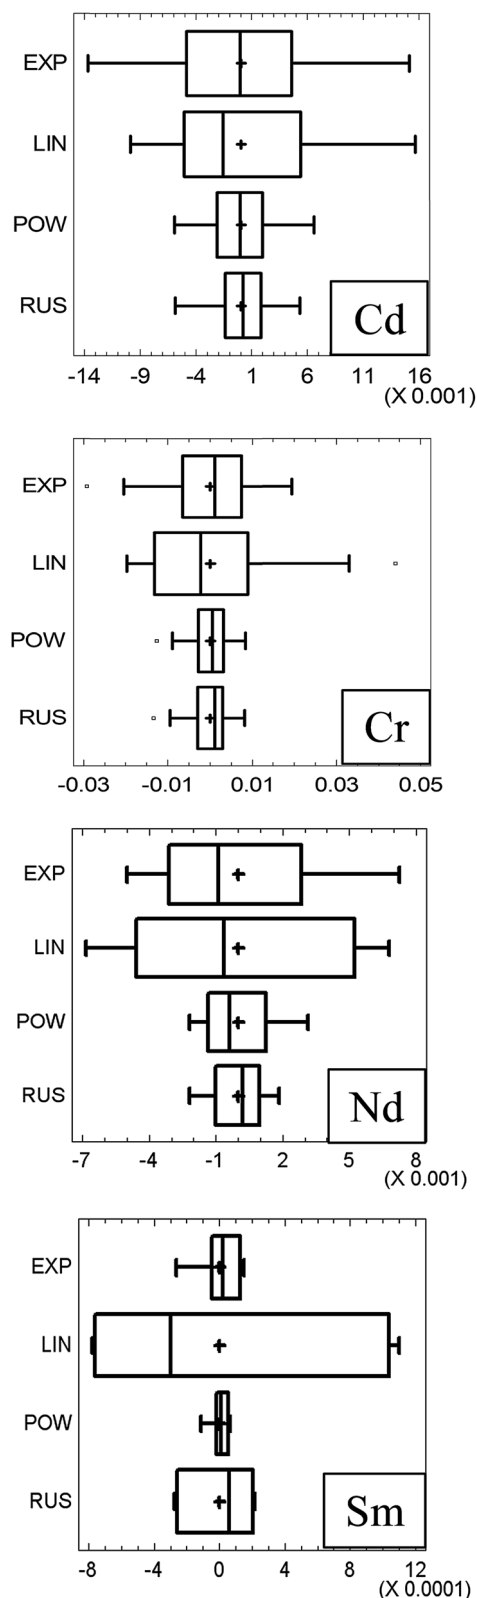 EXP
LIN
POW
RUS
Cd
-14 -9 -4 1 6 11 16
(X 0.001)
EXP
LIN
POW
RUS
Cr
-0.03 -0.01 0.01 0.03 0.05
EXP
LIN
POW
RUS
Nd
-7 -4 -1 2 5 8
(X 0.001)
EXP
LIN
POW
RUS
Sm
-8 -4 0 4 8 12
(X 0.0001)